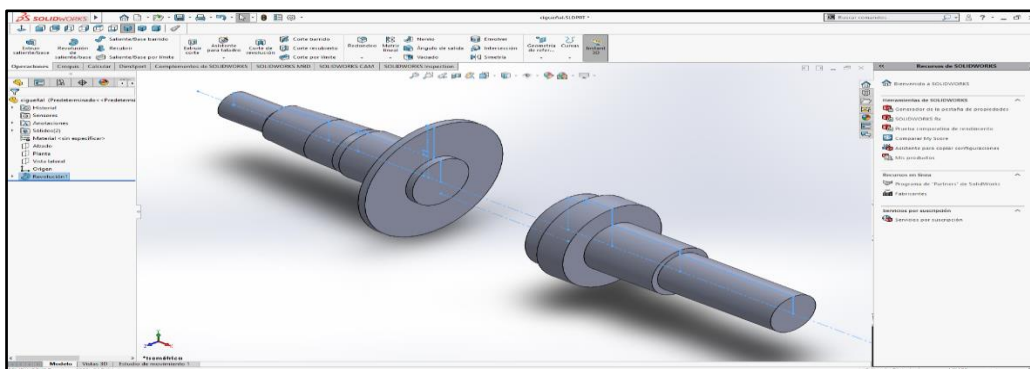 SOLIDWORKS
cigueñal.SLDPRT *
Buscar comandos
Extruir saliente/base
Revolución de saliente/base
Saliente/Base barrido
Recubrir
Saliente/Base por límite
Extruir corte
Asistente para taladro
Corte de revolución
Corte barrido
Corte recubierto
Corte por límite
Redondeo
Matriz lineal
Nervio
Ángulo de salida
Vaciado
Envolver
Intersección
Simetría
Geometría de refer...
Curvas
Instant 3D
Operaciones
Croquis
Calcular
DimXpert
Complementos de SOLIDWORKS
SOLIDWORKS MBD
SOLIDWORKS CAM
SOLIDWORKS Inspection
cigueñal (Predeterminado<<Predetermi
Historial
Sensores
Anotaciones
Sólidos(2)
Material <sin especificar>
Alzado
Planta
Vista lateral
Origen
Revolución1
*Isométrica
Modelo
Vistas 3D
Estudio de movimiento 1
Recursos de SOLIDWORKS
Bienvenido a SOLIDWORKS
Herramientas de SOLIDWORKS
Generador de la pestaña de propiedades
SOLIDWORKS Rx
Prueba comparativa de rendimiento
Comparar My Score
Asistente para copiar configuraciones
Mis productos
Recursos en línea
Programa de 'Partners' de SolidWorks
Fabricantes
Servicios por suscripción
Servicios por suscripción